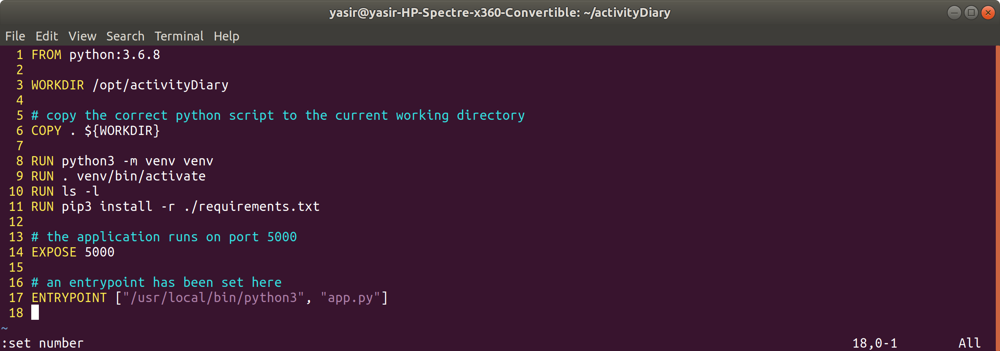 yasir@yasir-HP-Spectre-x360-Convertible: ~/activityDiary
File Edit View Search Terminal Help
1 FROM python:3.6.8
2
3 WORKDIR /opt/activityDiary
4
5 # copy the correct python script to the current working directory
6 COPY . ${WORKDIR}
7
8 RUN python3 -m venv venv
9 RUN . venv/bin/activate
10 RUN ls -l
11 RUN pip3 install -r ./requirements.txt
12
13 # the application runs on port 5000
14 EXPOSE 5000
15
16 # an entrypoint has been set here
17 ENTRYPOINT ["/usr/local/bin/python3", "app.py"]
18
~
:set number 18,0-1 All